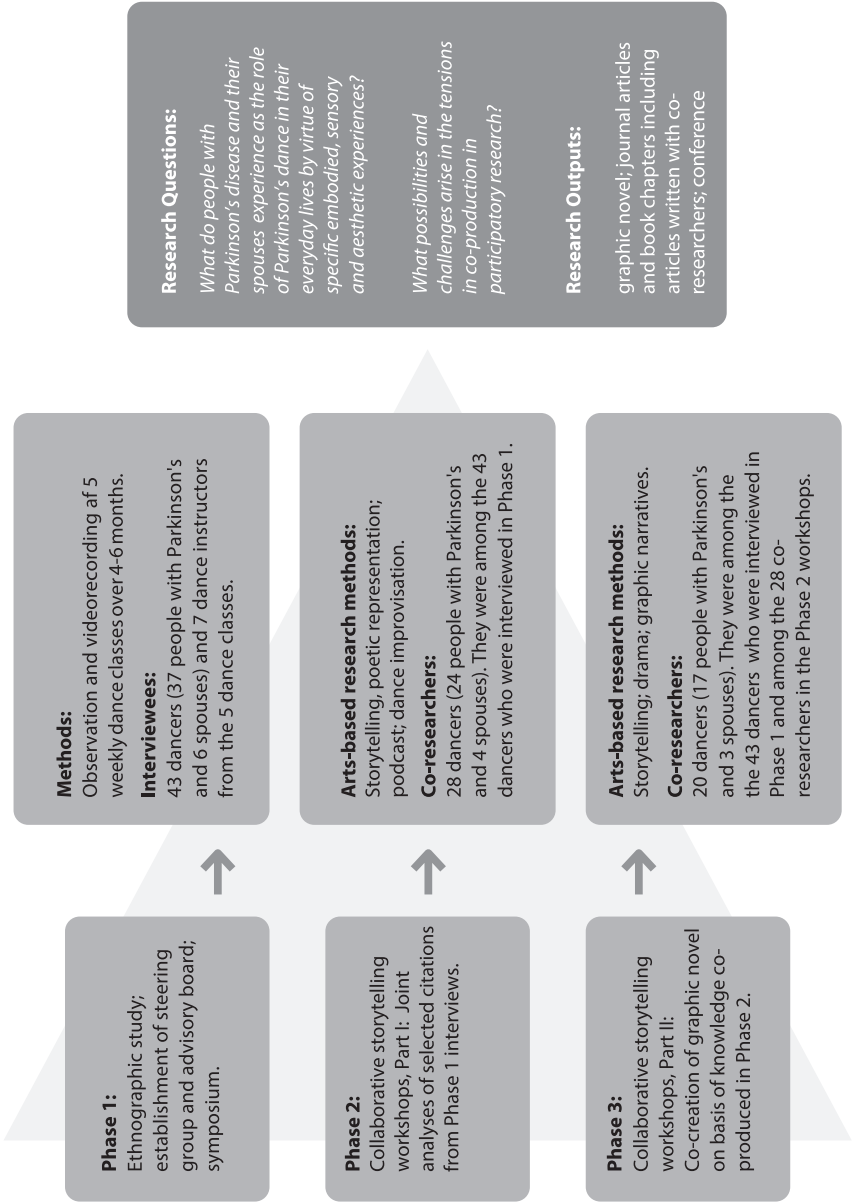 Phase 1:
Ethnographic study;
establishment of steering
group and advisory board;
symposium.
Methods:
Observation and videorecording af 5
weekly dance classes over 4-6 months.
Interviewees:
43 dancers (37 people with Parkinson's
and 6 spouses) and 7 dance instructors
from the 5 dance classes.
Phase 2:
Collaborative storytelling
workshops, Part I: Joint
analyses of selected citations
from Phase 1 interviews.
Arts-based research methods:
Storytelling, poetic representation;
podcast; dance improvisation.
Co-researchers:
28 dancers (24 people with Parkinson's
and 4 spouses). They were among the 43
dancers who were interviewed in Phase 1.
Phase 3:
Collaborative storytelling
workshops, Part II:
Co-creation of graphic novel
on basis of knowledge co-
produced in Phase 2.
Arts-based research methods:
Storytelling; drama; graphic narratives.
Co-researchers:
20 dancers (17 people with Parkinson's
and 3 spouses). They were among the
the 43 dancers who were interviewed in
Phase 1 and among the 28 co-
researchers in the Phase 2 workshops.
Research Questions:
What do people with
Parkinson's disease and their
spouses experience as the role
of Parkinson's dance in their
everyday lives by virtue of
specific embodied, sensory
and aesthetic experiences?
What possibilities and
challenges arise in the tensions
in co-production in
participatory research?
Research Outputs:
graphic novel; journal articles
and book chapters including
articles written with co-
researchers; conference